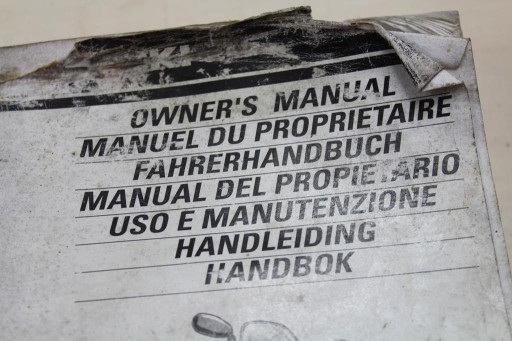 OWNER'S MANUAL
MANUEL DU PROPRIETAIRE
FAHRERHANDBUCH
MANUAL DEL PROPIETARIO
USO E MANUTENZIONE
HANDLEIDING
HANDBOK